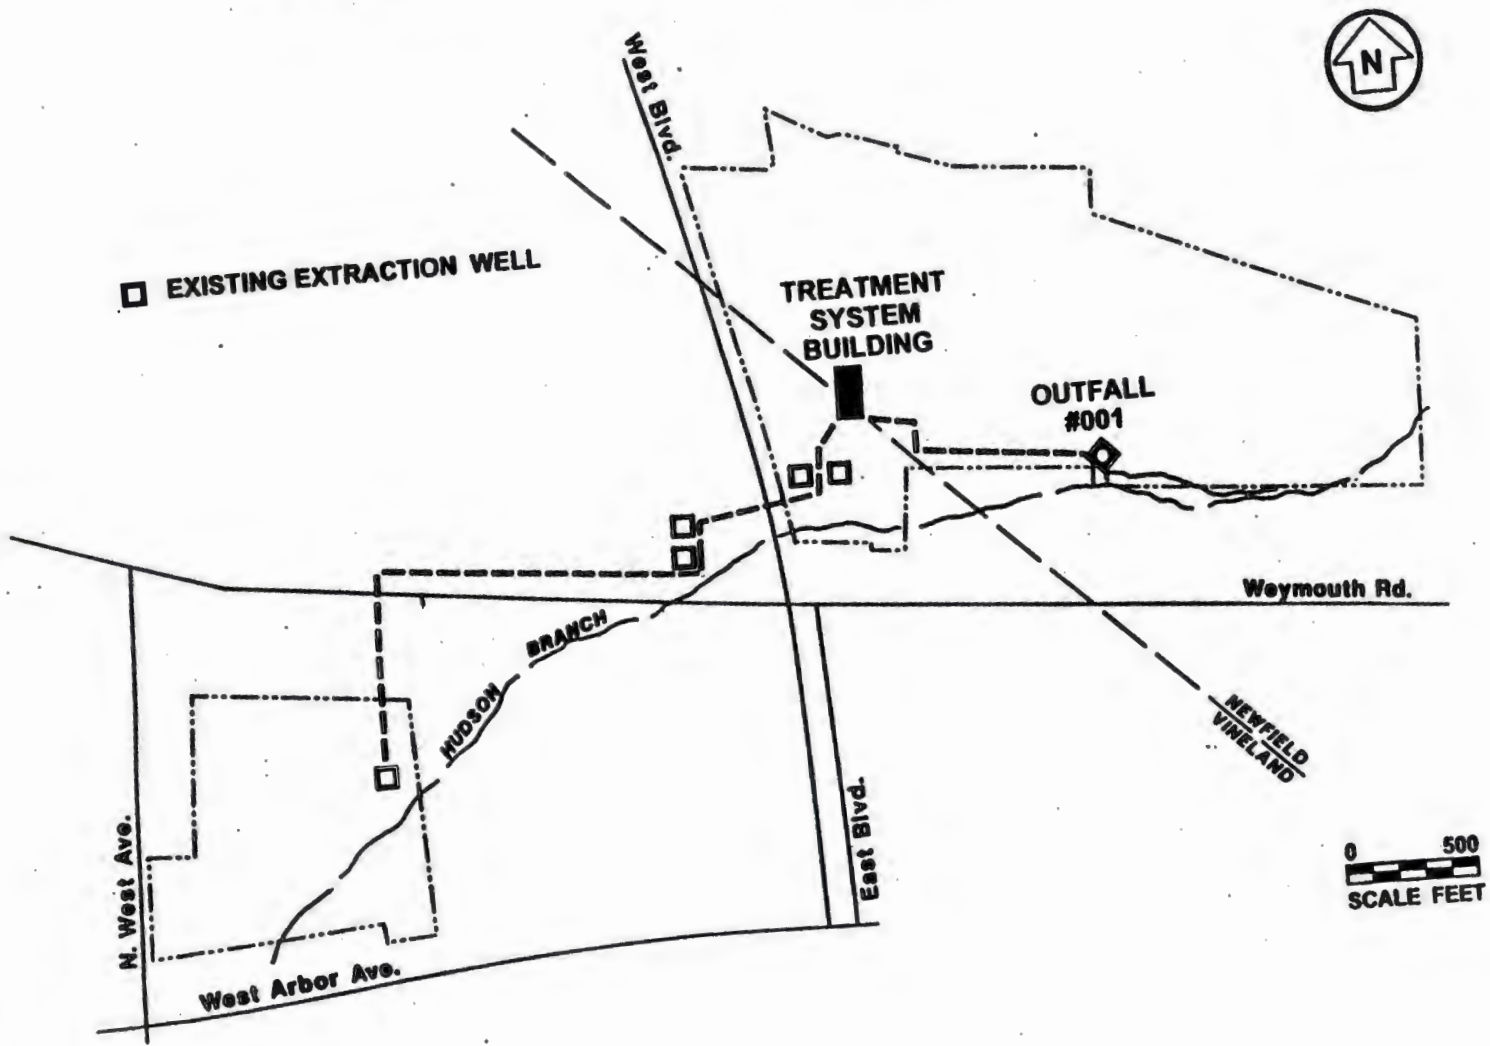 N
West Blvd.
EXISTING EXTRACTION WELL
TREATMENT
SYSTEM
BUILDING
OUTFALL
#001
Weymouth Rd.
HUDSON BRANCH
NEWFIELD
VINELAND
N. West Ave.
East Blvd.
0 500
SCALE FEET
West Arbor Ave.